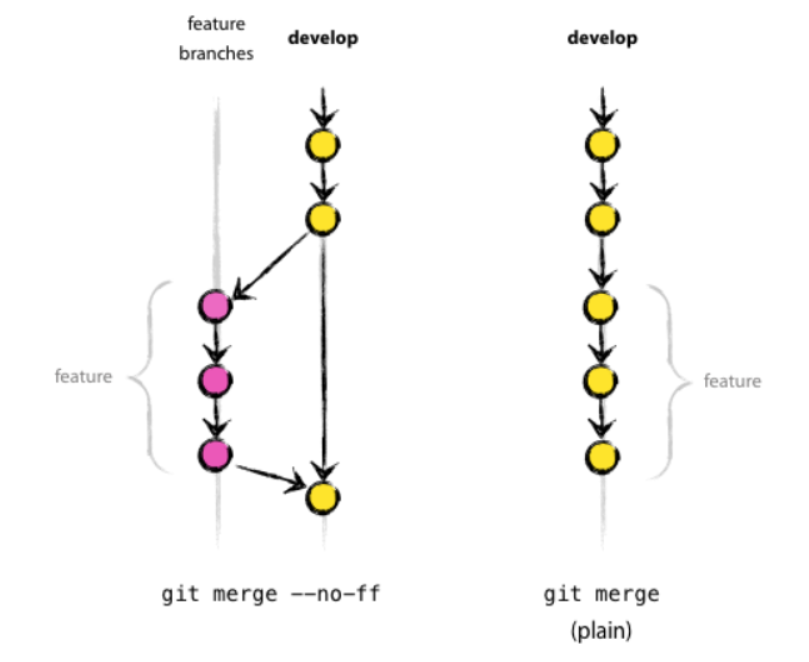 feature
branches
develop
develop
feature
feature
git merge --no-ff
git merge
(plain)